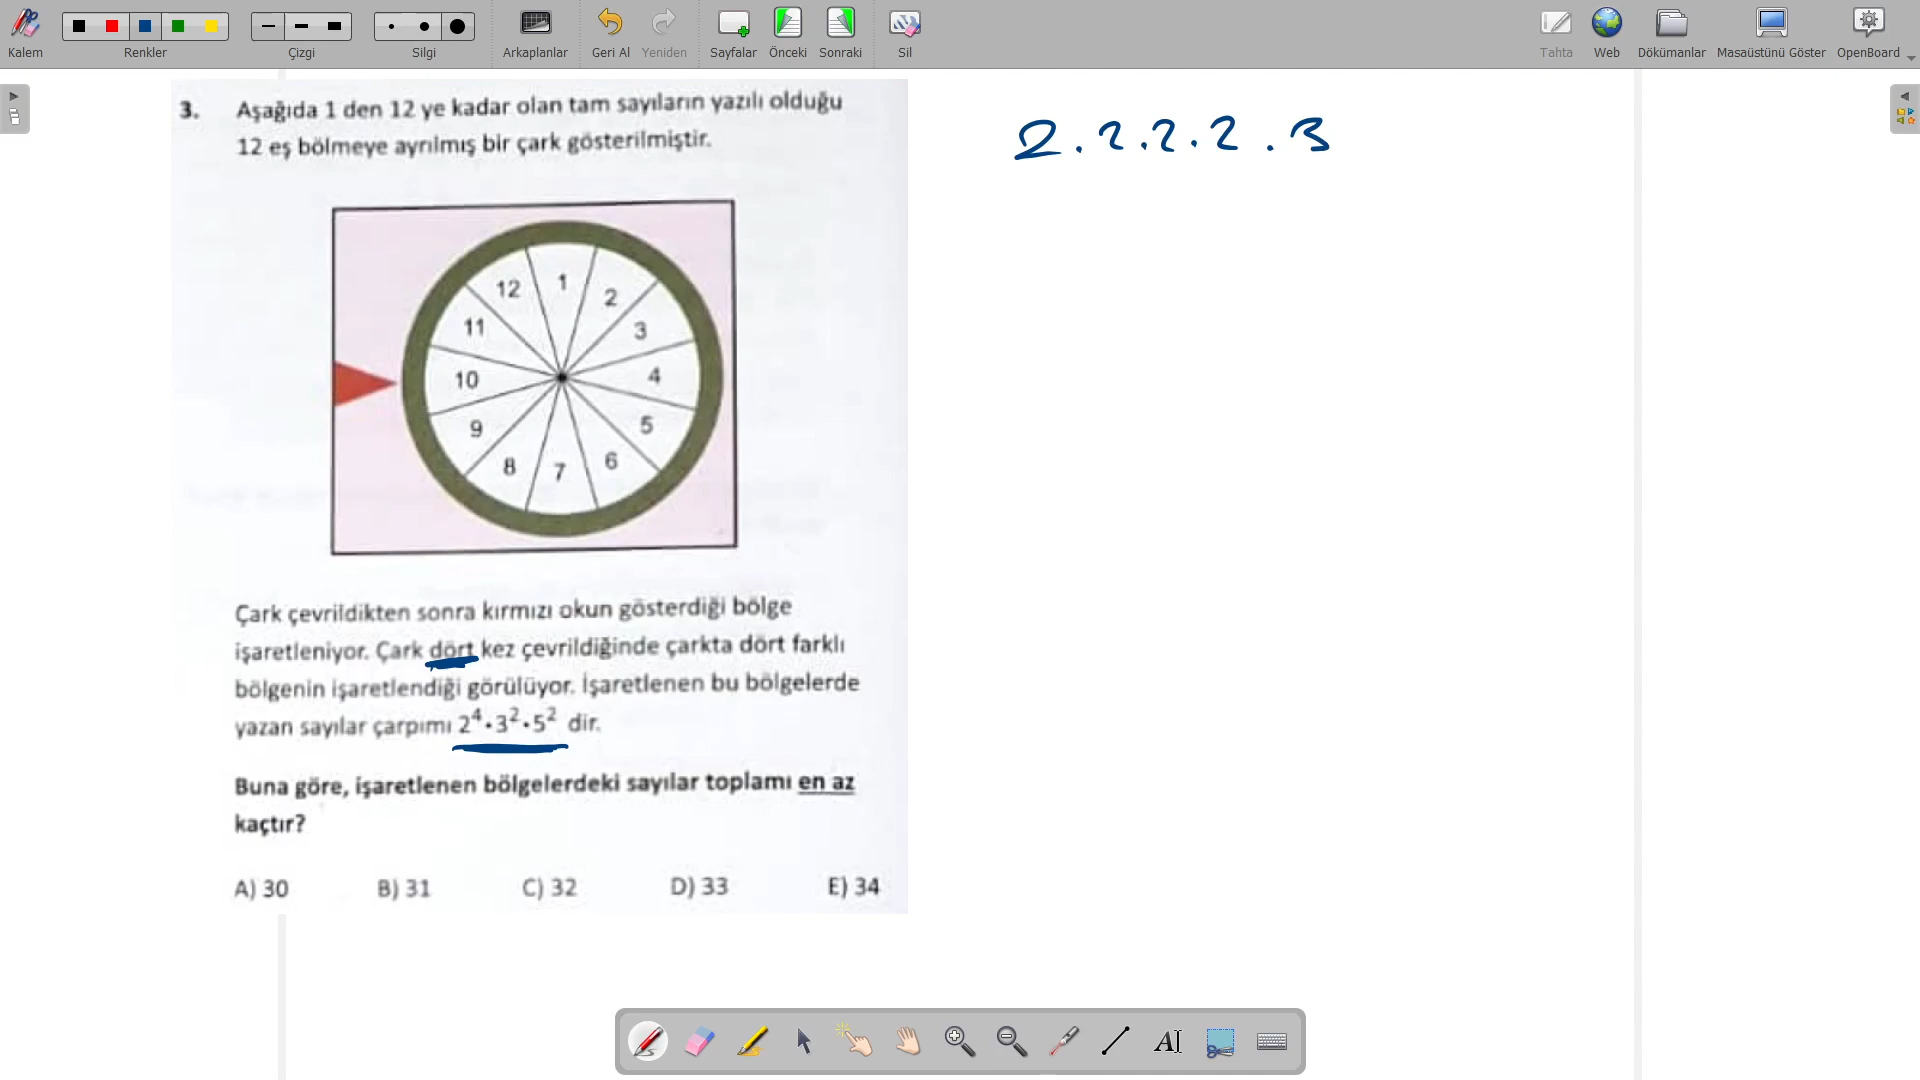 Kalem Renkler Çizgi Silgi Arkaplanlar Geri Al Yeniden Sayfalar Önceki Sonraki Sil Tahta Web Dökümanlar Masaüstünü Göster OpenBoard
3. Aşağıda 1 den 12 ye kadar olan tam sayıların yazılı olduğu
12 eş bölmeye ayrılmış bir çark gösterilmiştir.
2.2.2.2.3
12 1 2
11 3
10 4
9 5
8 7 6
Çark çevrildikten sonra kırmızı okun gösterdiği bölge
işaretleniyor. Çark dört kez çevrildiğinde çarkta dört farklı
bölgenin işaretlendiği görülüyor. İşaretlenen bu bölgelerde
yazan sayılar çarpımı 2⁴·3²·5² dir.
Buna göre, işaretlenen bölgelerdeki sayılar toplamı en az
kaçtır?
A) 30 B) 31 C) 32 D) 33 E) 34